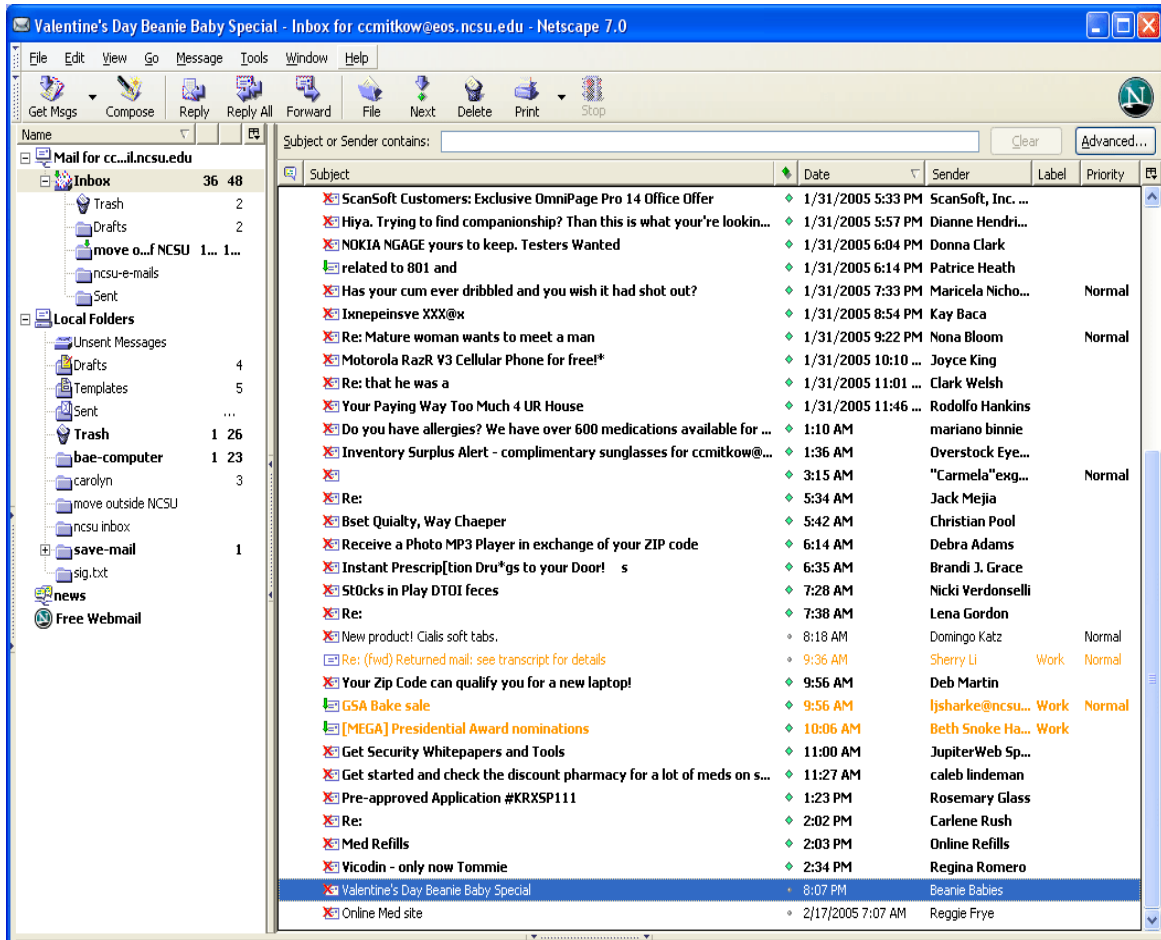 Valentine's Day Beanie Baby Special - Inbox for ccmitkow@eos.ncsu.edu - Netscape 7.0
File Edit View Go Message Tools Window Help
Get Msgs Compose Reply Reply All Forward File Next Delete Print Stop
N
Name
Mail for cc...il.ncsu.edu
Inbox 36 48
Trash 2
Drafts 2
move o...f NCSU 1... 1...
ncsu-e-mails
Sent
Local Folders
Unsent Messages
Drafts 4
Templates 5
Sent ...
Trash 1 26
bae-computer 1 23
carolyn 3
move outside NCSU
ncsu inbox
save-mail 1
sig.txt
news
Free Webmail
Subject or Sender contains: Clear Advanced...
Subject Date Sender Label Priority
ScanSoft Customers: Exclusive OmniPage Pro 14 Office Offer 1/31/2005 5:33 PM ScanSoft, Inc. ...
Hiya. Trying to find companionship? Than this is what your're lookin... 1/31/2005 5:57 PM Dianne Hendri...
NOKIA NGAGE yours to keep. Testers Wanted 1/31/2005 6:04 PM Donna Clark
related to 801 and 1/31/2005 6:14 PM Patrice Heath
Has your cum ever dribbled and you wish it had shot out? 1/31/2005 7:33 PM Maricela Nicho... Normal
Ixnepeinsve XXX@x 1/31/2005 8:54 PM Kay Baca
Re: Mature woman wants to meet a man 1/31/2005 9:22 PM Nona Bloom Normal
Motorola RazR V3 Cellular Phone for free!* 1/31/2005 10:10 ... Joyce King
Re: that he was a 1/31/2005 11:01 ... Clark Welsh
Your Paying Way Too Much 4 UR House 1/31/2005 11:46 ... Rodolfo Hankins
Do you have allergies? We have over 600 medications available for ... 1:10 AM mariano binnie
Inventory Surplus Alert - complimentary sunglasses for ccmitkow@... 1:36 AM Overstock Eye...
3:15 AM "Carmela"exg... Normal
Re: 5:34 AM Jack Mejia
Bset Quialty, Way Chaeper 5:42 AM Christian Pool
Receive a Photo MP3 Player in exchange of your ZIP code 6:14 AM Debra Adams
Instant Prescrip[tion Dru*gs to your Door! s 6:35 AM Brandi J. Grace
St0cks in Play DTOI feces 7:28 AM Nicki Verdonselli
Re: 7:38 AM Lena Gordon
New product! Cialis soft tabs. 8:18 AM Domingo Katz Normal
Re: (fwd) Returned mail: see transcript for details 9:36 AM Sherry Li Work Normal
Your Zip Code can qualify you for a new laptop! 9:56 AM Deb Martin
GSA Bake sale 9:56 AM ljsharke@ncsu... Work Normal
[MEGA] Presidential Award nominations 10:06 AM Beth Snoke Ha... Work
Get Security Whitepapers and Tools 11:00 AM JupiterWeb Sp...
Get started and check the discount pharmacy for a lot of meds on s... 11:27 AM caleb lindeman
Pre-approved Application #KRXSP111 1:23 PM Rosemary Glass
Re: 2:02 PM Carlene Rush
Med Refills 2:03 PM Online Refills
Vicodin - only now Tommie 2:34 PM Regina Romero
Valentine's Day Beanie Baby Special 8:07 PM Beanie Babies
Online Med site 2/17/2005 7:07 AM Reggie Frye